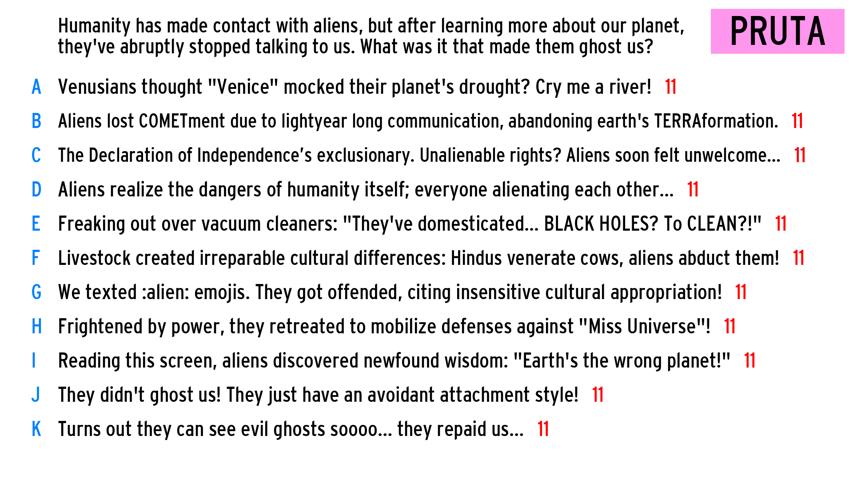 Humanity has made contact with aliens, but after learning more about our planet,
they've abruptly stopped talking to us. What was it that made them ghost us?
PRUTA
A Venusians thought "Venice" mocked their planet's drought? Cry me a river! 11
B Aliens lost COMETment due to lightyear long communication, abandoning earth's TERRAformation. 11
C The Declaration of Independence's exclusionary. Unalienable rights? Aliens soon felt unwelcome... 11
D Aliens realize the dangers of humanity itself; everyone alienating each other... 11
E Freaking out over vacuum cleaners: "They've domesticated... BLACK HOLES? To CLEAN?!" 11
F Livestock created irreparable cultural differences: Hindus venerate cows, aliens abduct them! 11
G We texted :alien: emojis. They got offended, citing insensitive cultural appropriation! 11
H Frightened by power, they retreated to mobilize defenses against "Miss Universe"! 11
I Reading this screen, aliens discovered newfound wisdom: "Earth's the wrong planet!" 11
J They didn't ghost us! They just have an avoidant attachment style! 11
K Turns out they can see evil ghosts soooo... they repaid us... 11